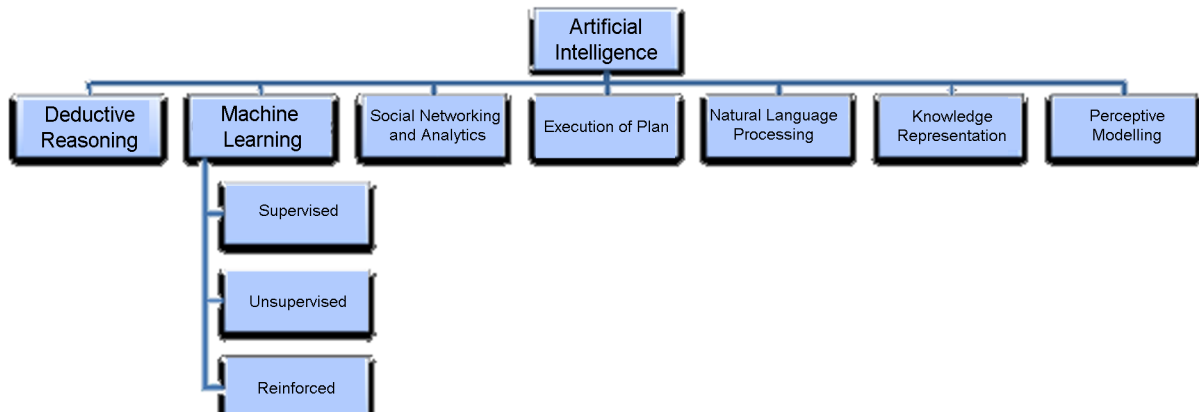 Artificial
Intelligence
Deductive
Reasoning
Machine
Learning
Social Networking
and Analytics
Execution of Plan
Natural Language
Processing
Knowledge
Representation
Perceptive
Modelling
Supervised
Unsupervised
Reinforced